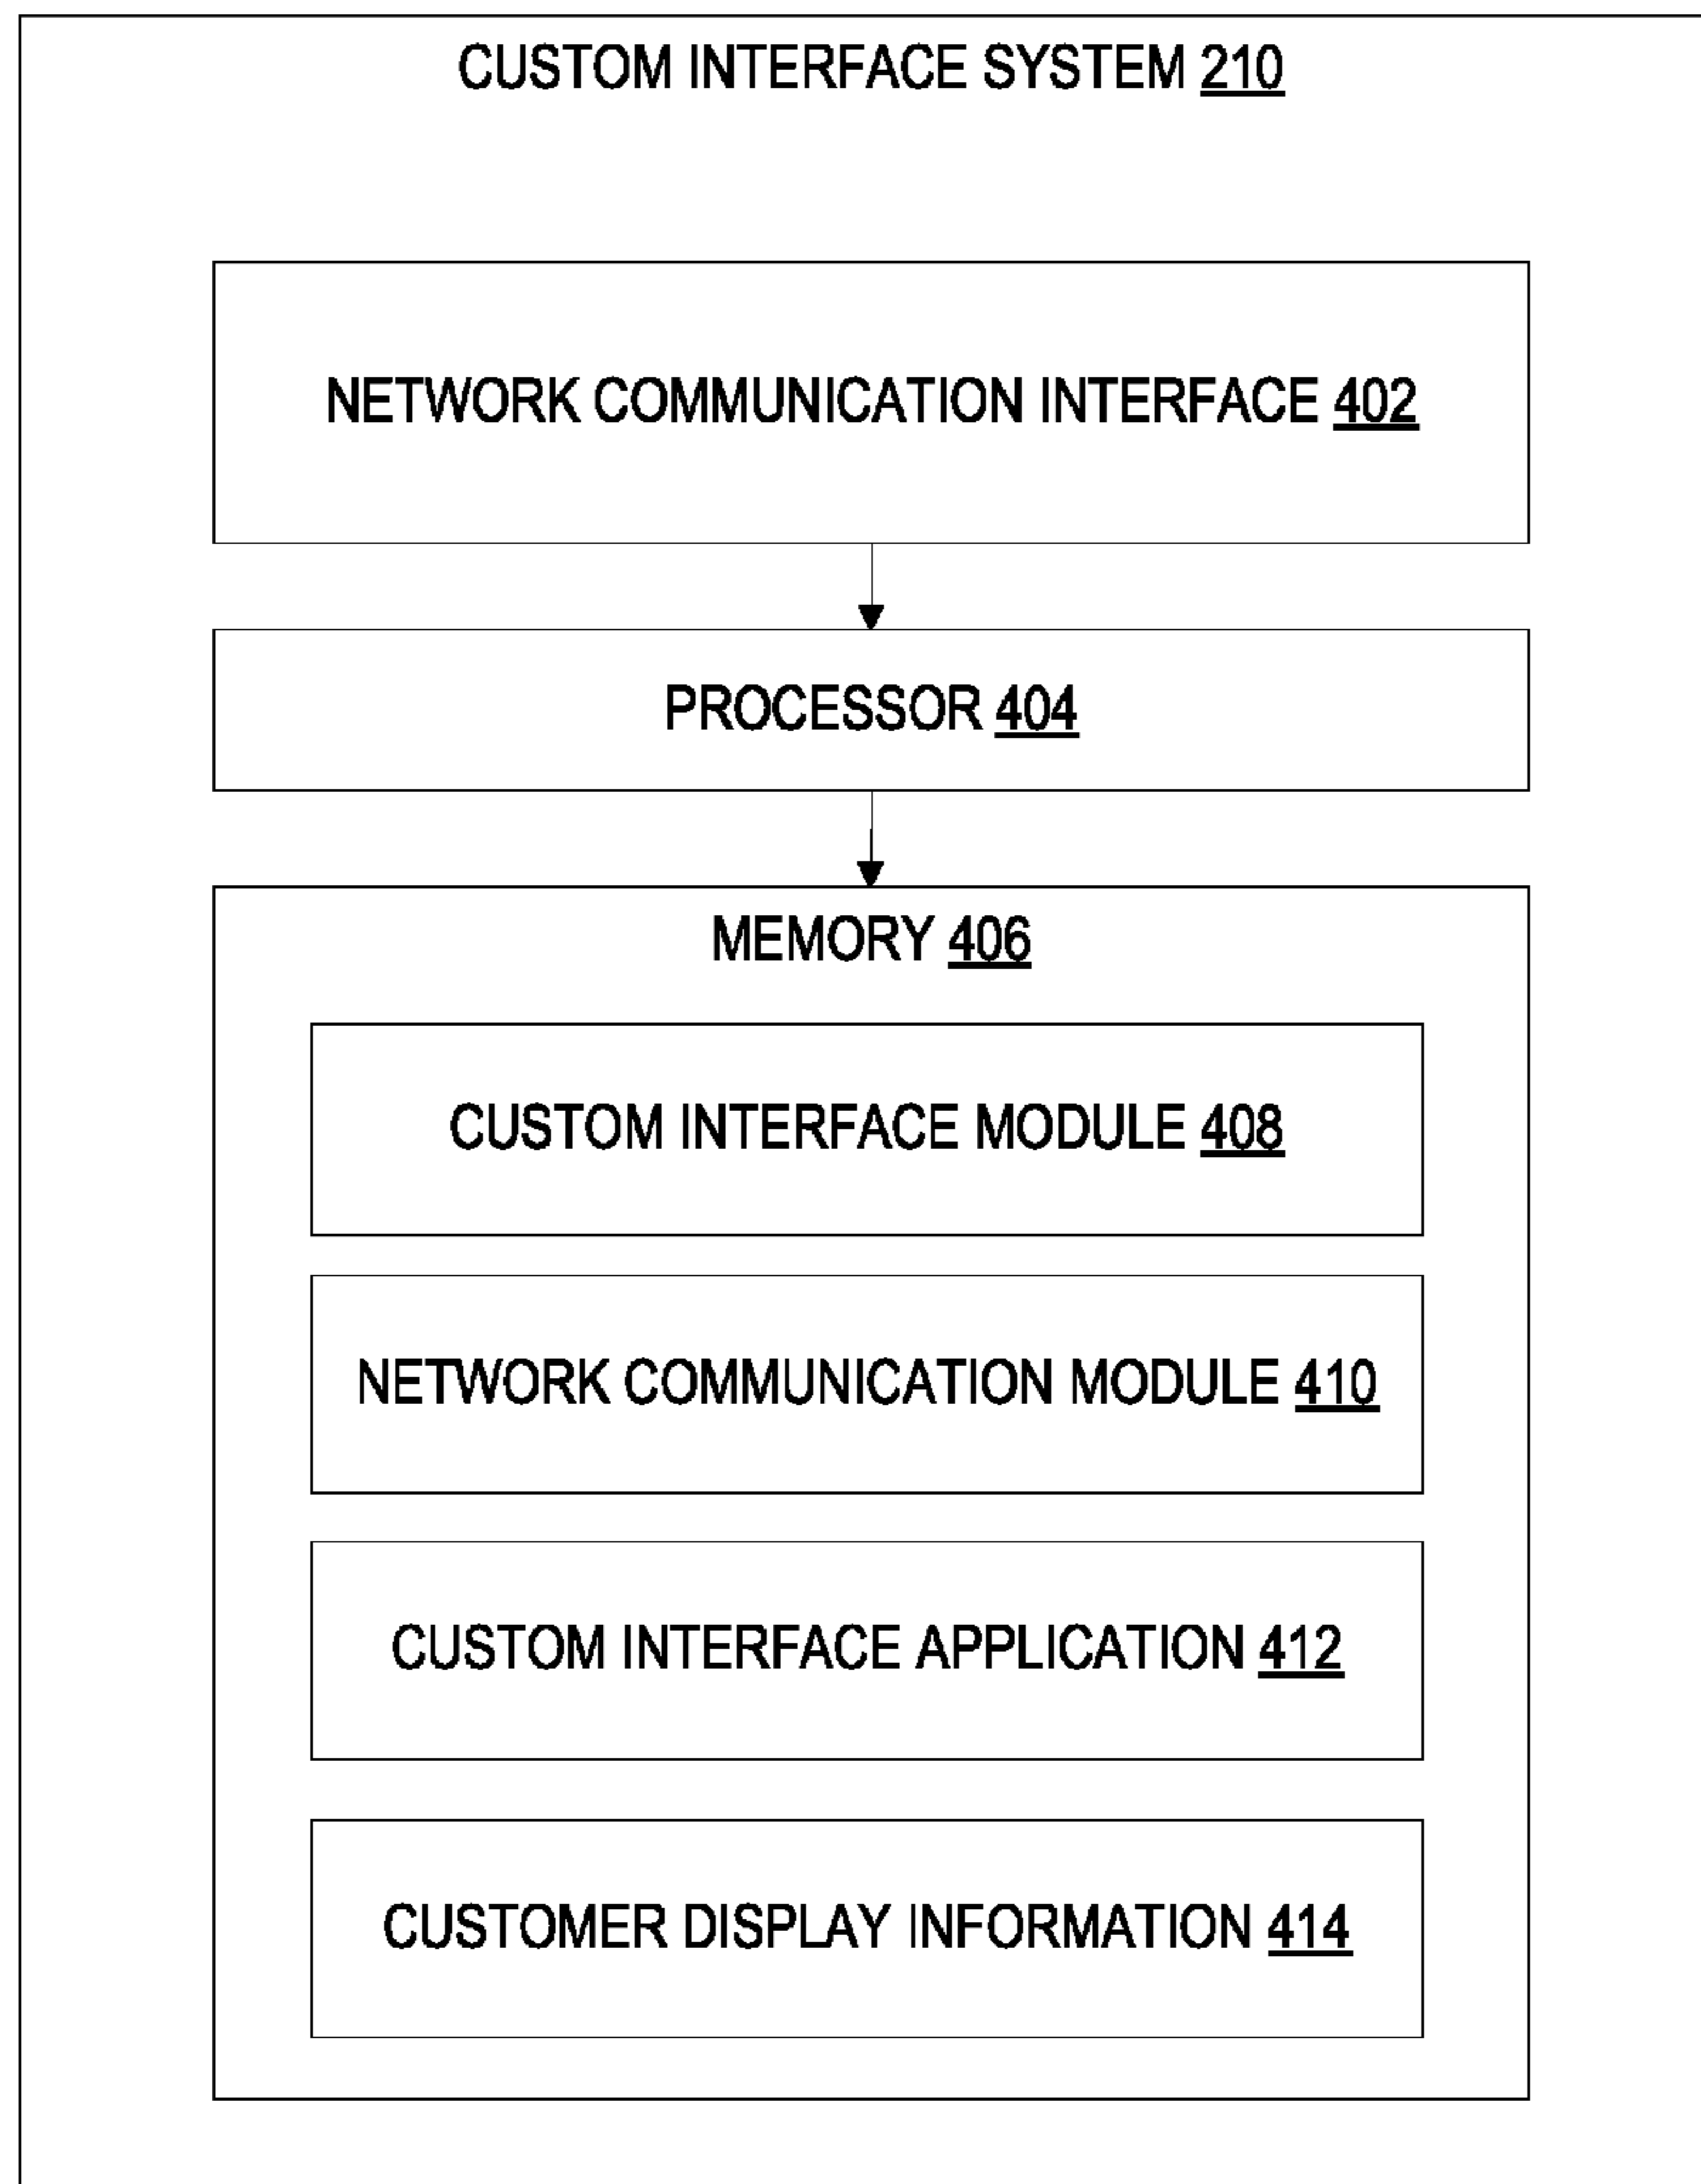 CUSTOM INTERFACE SYSTEM 210
NETWORK COMMUNICATION INTERFACE 402
PROCESSOR 404
MEMORY 406
CUSTOM INTERFACE MODULE 408
NETWORK COMMUNICATION MODULE 410
CUSTOM INTERFACE APPLICATION 412
CUSTOMER DISPLAY INFORMATION 414